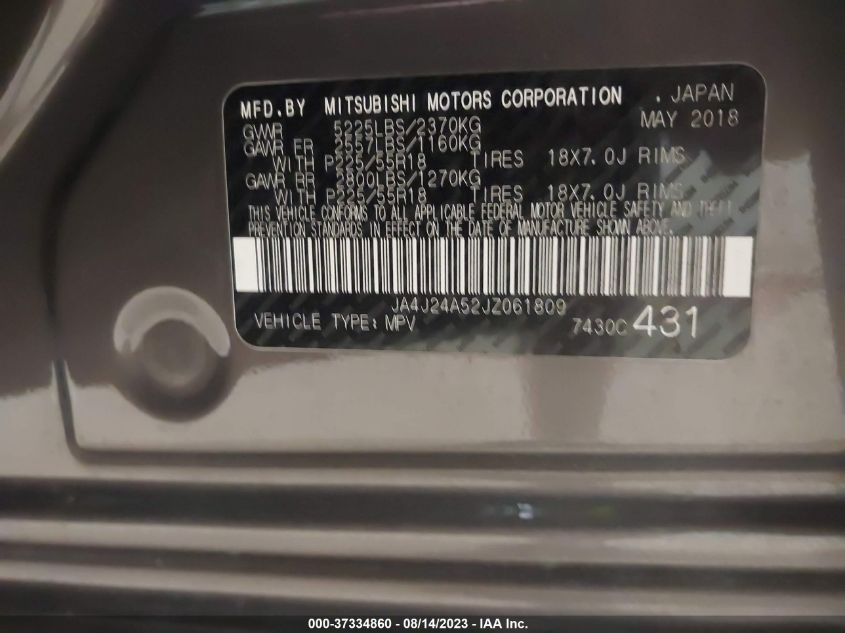 MFD.BY MITSUBISHI MOTORS CORPORATION . JAPAN
GVWR 5225LBS/2370KG MAY 2018
GAWR FR 2557LBS/1160KG
WITH P225/55R18 TIRES 18X7.0J RIMS
GAWR RR 2800LBS/1270KG
WITH P225/55R18 TIRES 18X7.0J RIMS
THIS VEHICLE CONFORMS TO ALL APPLICABLE FEDERAL MOTOR VEHICLE SAFETY AND THEFT
PREVENTION STANDARDS IN EFFECT ON THE DATE OF MANUFACTURE SHOWN ABOVE.
JA4J24A52JZ061809
VEHICLE TYPE: MPV 7430C 431
000-37334860 - 08/14/2023 - IAA Inc.